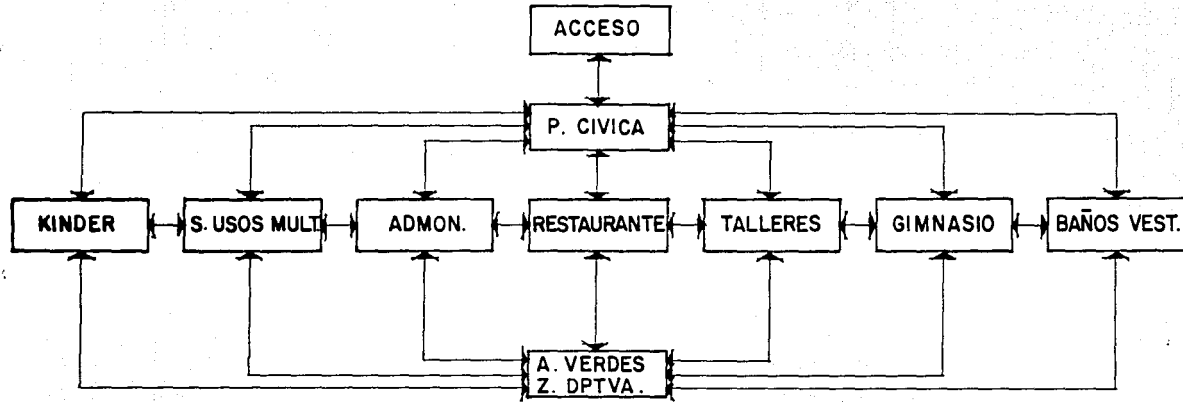 ACCESO
P. CIVICA
KINDER
S. USOS MULT.
ADMON.
RESTAURANTE
TALLERES
GIMNASIO
BAÑOS VEST.
A. VERDES
Z. DPTVA.